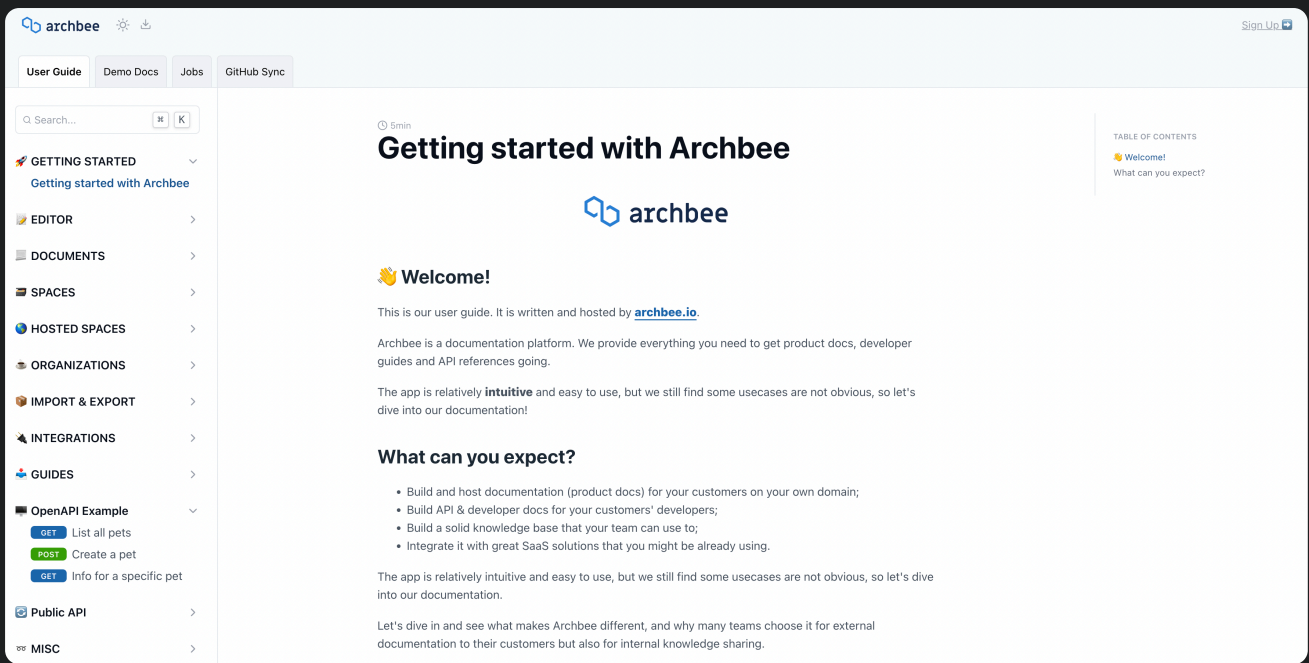 archbee
Sign Up ➡️
User Guide
Demo Docs
Jobs
GitHub Sync
Search...
⌘ K
🚀 GETTING STARTED
Getting started with Archbee
📝 EDITOR
DOCUMENTS
SPACES
🌎 HOSTED SPACES
☕ ORGANIZATIONS
📦 IMPORT & EXPORT
🔌 INTEGRATIONS
GUIDES
OpenAPI Example
GET List all pets
POST Create a pet
GET Info for a specific pet
Public API
MISC
5min
Getting started with Archbee
archbee
👋 Welcome!
This is our user guide. It is written and hosted by archbee.io.
Archbee is a documentation platform. We provide everything you need to get product docs, developer
guides and API references going.
The app is relatively intuitive and easy to use, but we still find some usecases are not obvious, so let's
dive into our documentation!
What can you expect?
• Build and host documentation (product docs) for your customers on your own domain;
• Build API & developer docs for your customers' developers;
• Build a solid knowledge base that your team can use to;
• Integrate it with great SaaS solutions that you might be already using.
The app is relatively intuitive and easy to use, but we still find some usecases are not obvious, so let's dive
into our documentation.
Let's dive in and see what makes Archbee different, and why many teams choose it for external
documentation to their customers but also for internal knowledge sharing.
TABLE OF CONTENTS
👋 Welcome!
What can you expect?